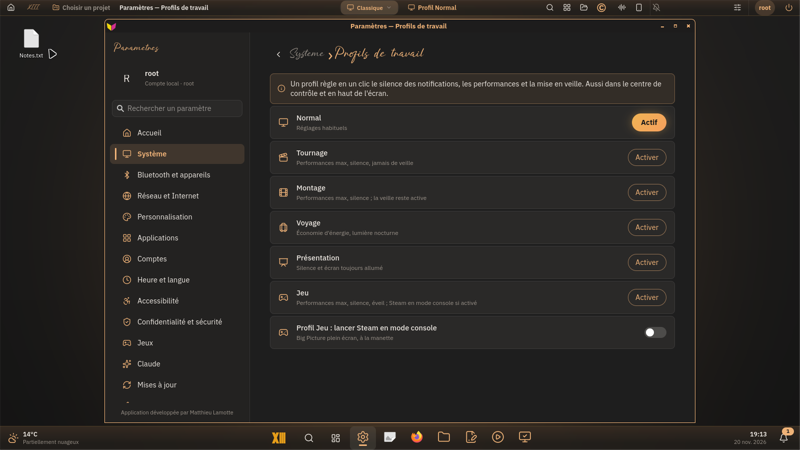 XIII
Choisir un projet
Paramètres — Profils de travail
Classique
Profil Normal
root
Notes.txt
Paramètres — Profils de travail
Paramètres
root
Compte local · root
Rechercher un paramètre
Accueil
Système
Bluetooth et appareils
Réseau et Internet
Personnalisation
Applications
Comptes
Heure et langue
Accessibilité
Confidentialité et sécurité
Jeux
Claude
Mises à jour
Application développée par Matthieu Lamotte
Système
Profils de travail
Un profil règle en un clic le silence des notifications, les performances et la mise en veille. Aussi dans le centre de
contrôle et en haut de l'écran.
Normal
Réglages habituels
Actif
Tournage
Performances max, silence, jamais de veille
Activer
Montage
Performances max, silence ; la veille reste active
Activer
Voyage
Économie d'énergie, lumière nocturne
Activer
Présentation
Silence et écran toujours allumé
Activer
Jeu
Performances max, silence, éveil ; Steam en mode console si activé
Activer
Profil Jeu : lancer Steam en mode console
Big Picture plein écran, à la manette
14°C
Partiellement nuageux
XIII
19:13
20 nov. 2026
1